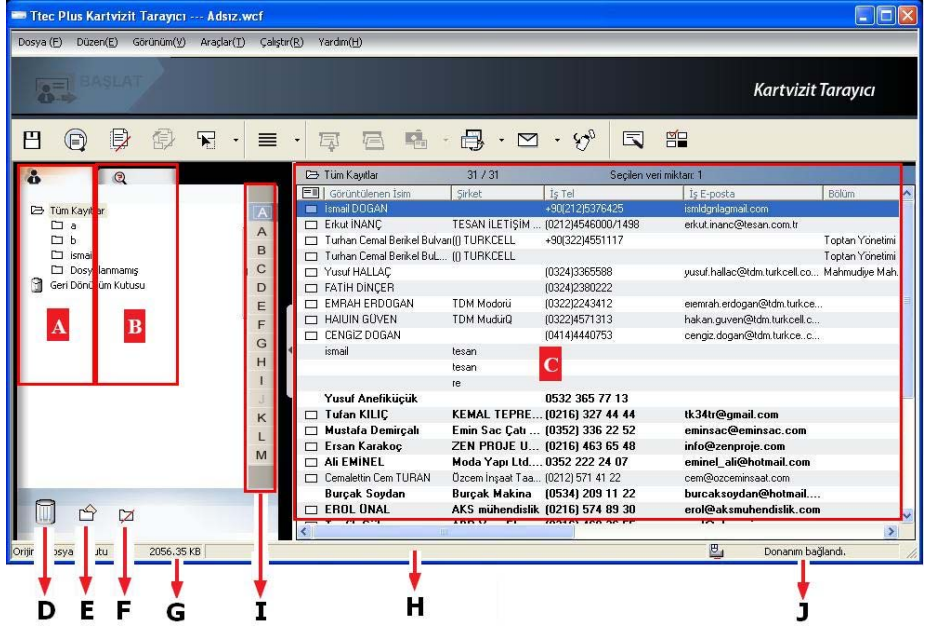 Ttec Plus Kartvizit Tarayıcı --- Adsız.wcf
Dosya (F) Düzen(E) Görünüm(V) Araçlar(T) Çalıştır(R) Yardım(H)
BAŞLAT
Kartvizit Tarayıcı
Tüm Kayıtlar 31 / 31 Seçilen veri miktarı: 1
Görüntülenen İsim Şirket İş Tel İş E-posta Bölüm
İsmail DOGAN +90(212)5376425 ismldgnlagmail.com
Erkut İNANÇ TESAN İLETİŞİM ... (0212)4546000/1498 erkut.inanc@tesan.com.tr
Turhan Cemal Berikel Bulvarı (() TURKCELL +90(322)4551117 Toptan Yönetimi
Turhan Cemal Berikel BuL... (() TURKCELL Toptan Yönetimi
Yusuf HALLAÇ (0324)3365588 yusuf.hallac@tdm.turkcell.co... Mahmudiye Mah.
FATİH DİNÇER (0324)2380222
EMRAH ERDOGAN TDM Modorü (0322)2243412 eıemrah.erdogan@tdm.turkce...
HAIUIN GÜVEN TDM MudürQ (0322)4571313 hakan.guven@tdm.turkcell.c...
CENGİZ DOGAN (0414)4440753 cengiz.dogan@tdm.turkce..c...
ismail tesan
tesan
re
Yusuf Anefiküçük 0532 365 77 13
Tufan KILIÇ KEMAL TEPRE... (0216) 327 44 44 tk34tr@gmail.com
Mustafa Demirçalı Emin Sac Çatı ... (0352) 336 22 52 eminsac@eminsac.com
Ersan Karakoç ZEN PROJE U... (0216) 463 65 48 info@zenproje.com
Ali EMİNEL Moda Yapı Ltd.... 0352 222 24 07 eminel_ali@hotmail.com
Cemalettin Cem TURAN Özcem İnşaat Taa... (0212) 571 41 22 cem@ozceminsaat.com
Burçak Soydan Burçak Makina (0534) 209 11 22 burcaksoydan@hotmail....
EROL ÜNAL AKS mühendislik (0216) 574 89 30 erol@aksmuhendislik.com
Tüm Kayıtlar
a
b
ismai
Dosyalanmamış
Geri Dönüşüm Kutusu
A
B
C
A
A
B
C
D
E
F
G
H
I
J
K
L
M
2056.35 KB
Donanım bağlandı.
D E F G I H J